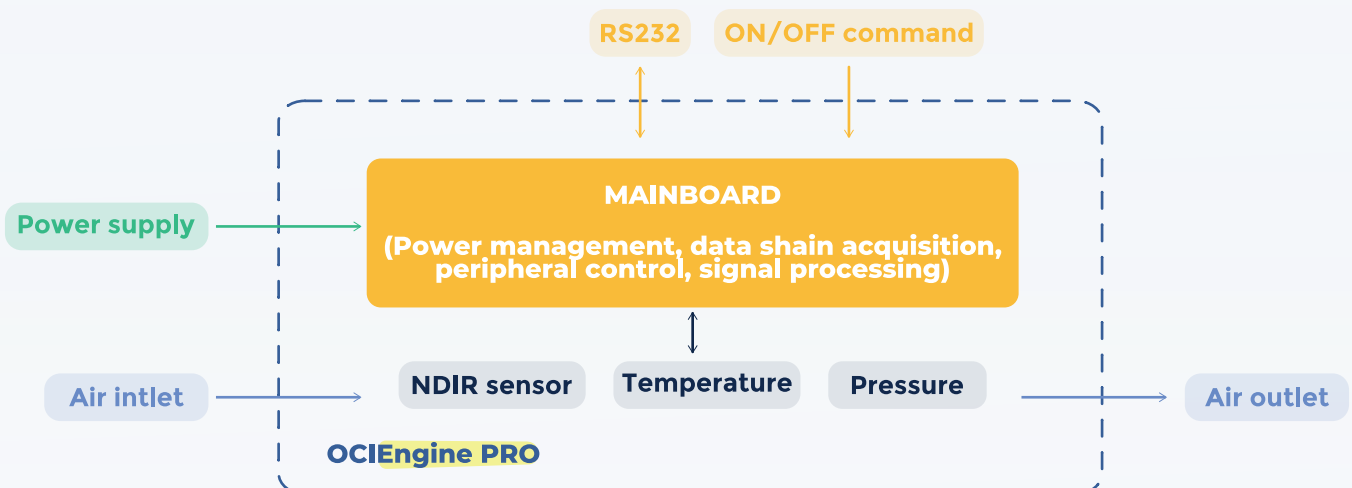 RS232
ON/OFF command
MAINBOARD
Power supply
(Power management, data shain acquisition,
peripheral control, signal processing)
Air intlet
NDIR sensor
Temperature
Pressure
Air outlet
OCIEngine PRO